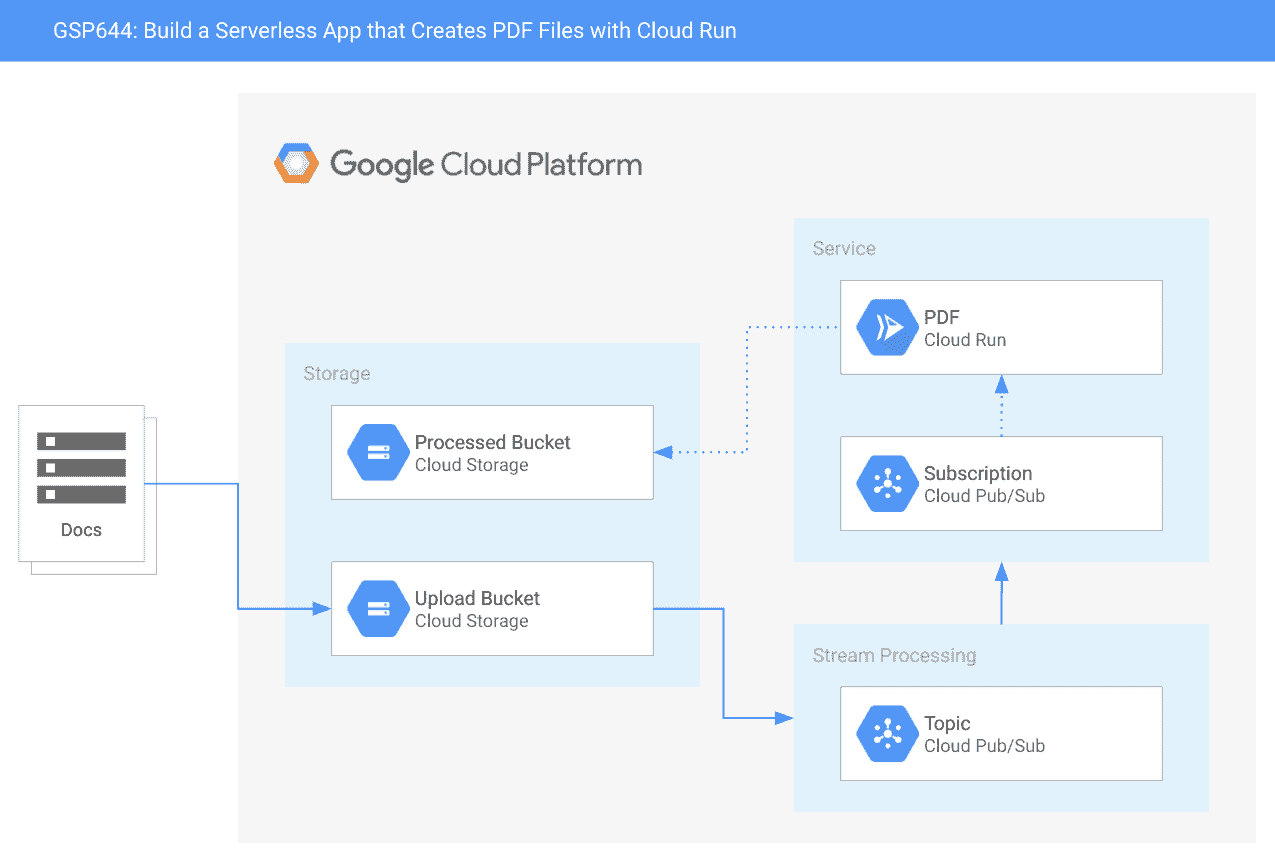 GSP644: Build a Serverless App that Creates PDF Files with Cloud Run
Google Cloud Platform
Service
PDF
Cloud Run
Storage
Processed Bucket
Cloud Storage
Subscription
Cloud Pub/Sub
Docs
Upload Bucket
Cloud Storage
Stream Processing
Topic
Cloud Pub/Sub